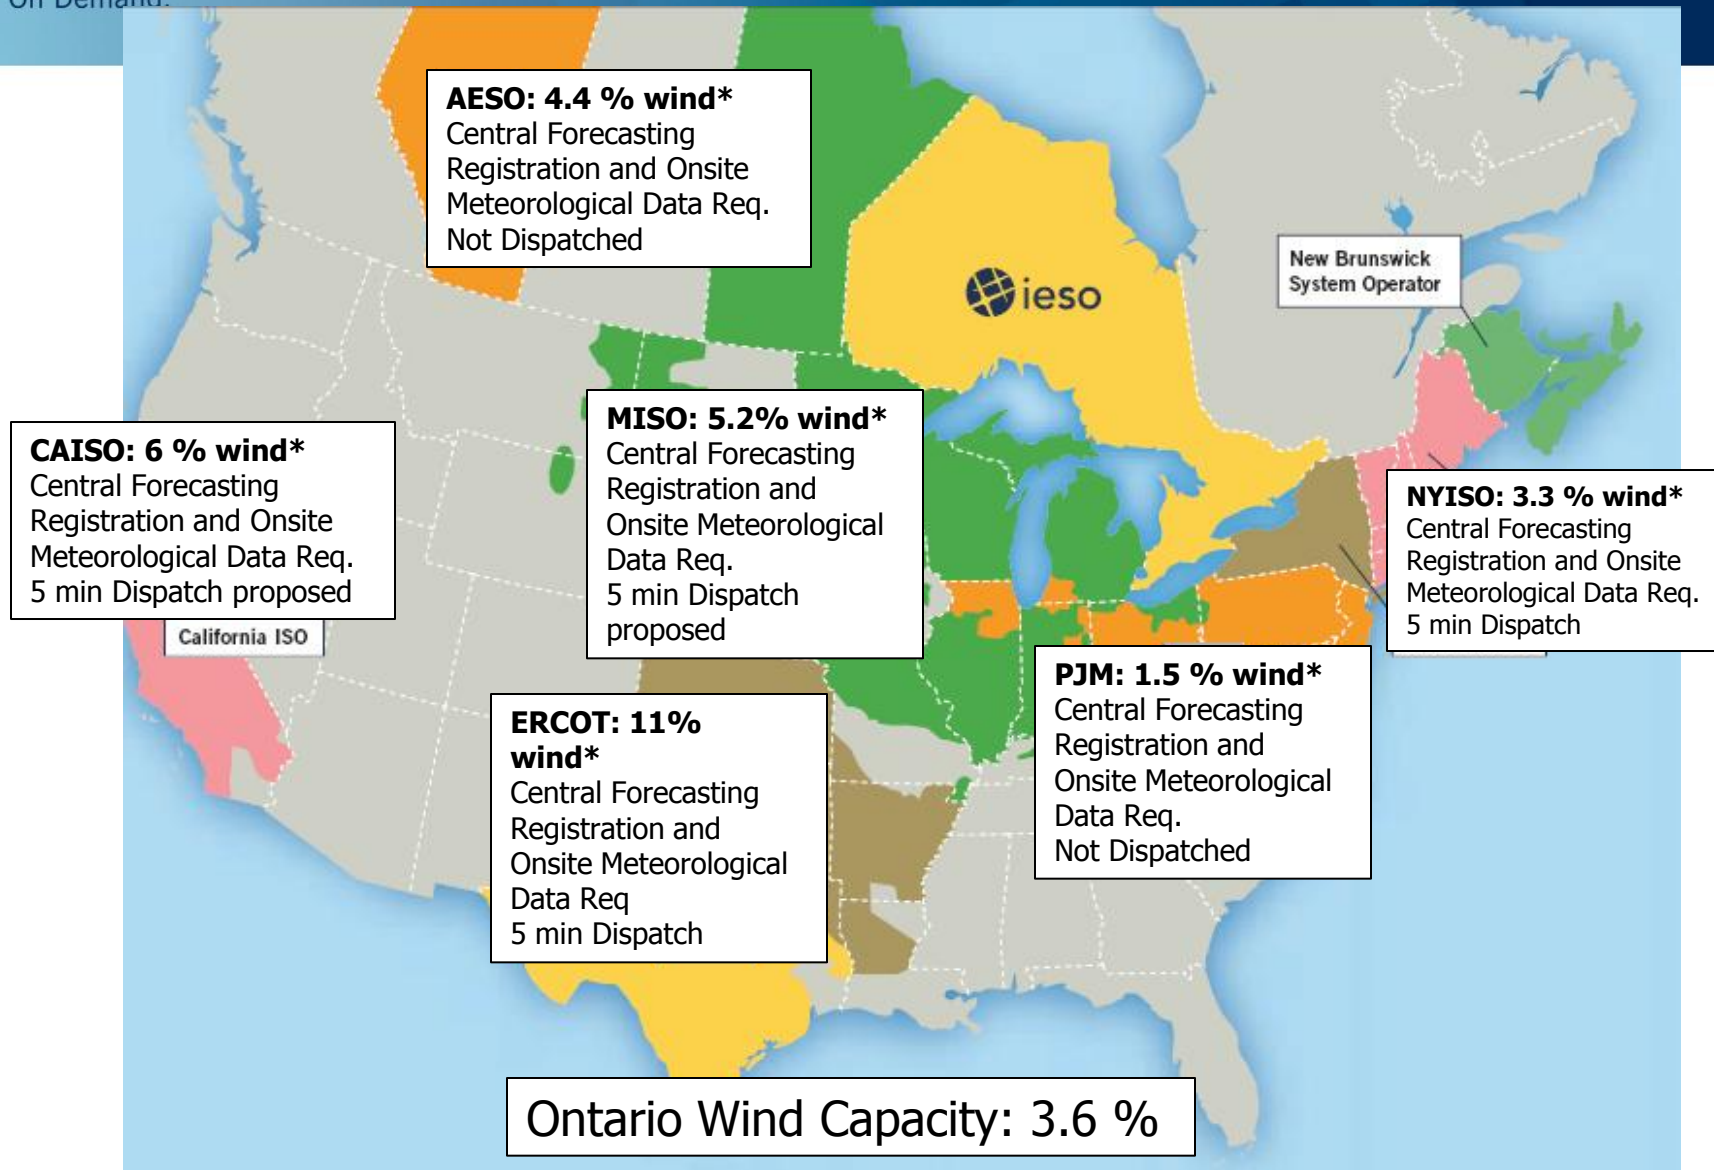 On Demand.
AESO: 4.4 % wind*
Central Forecasting
Registration and Onsite
Meteorological Data Req.
Not Dispatched
ieso
New Brunswick
System Operator
CAISO: 6 % wind*
Central Forecasting
Registration and Onsite
Meteorological Data Req.
5 min Dispatch proposed
California ISO
MISO: 5.2% wind*
Central Forecasting
Registration and
Onsite Meteorological
Data Req.
5 min Dispatch
proposed
NYISO: 3.3 % wind*
Central Forecasting
Registration and Onsite
Meteorological Data Req.
5 min Dispatch
ERCOT: 11%
wind*
Central Forecasting
Registration and
Onsite Meteorological
Data Req
5 min Dispatch
PJM: 1.5 % wind*
Central Forecasting
Registration and
Onsite Meteorological
Data Req.
Not Dispatched
Ontario Wind Capacity: 3.6 %